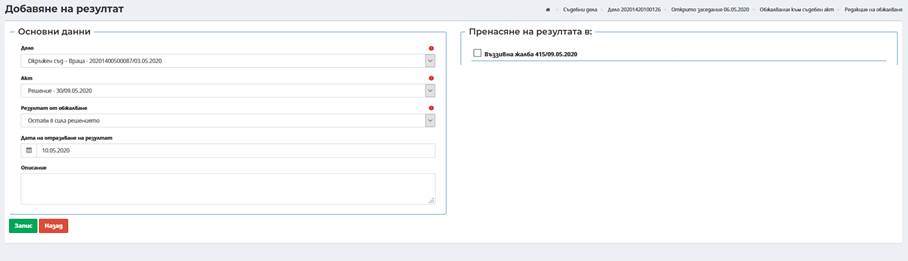 Добавяне на резултат
Съдебни дела
Дело 20201420100126
Открито заседание 06.05.2020
Обжалвания към съдебен акт
Редакция на обжалване
Основни данни
Дело
Окръжен съд – Враца - 20201400500087/03.05.2020
Акт
Решение - 30/09.05.2020
Резултат от обжалване
Оставя в сила решението
Дата на отразяване на резултат
10.05.2020
Описание
Запис
Назад
Пренасяне на резултата в:
Въззивна жалба 415/09.05.2020